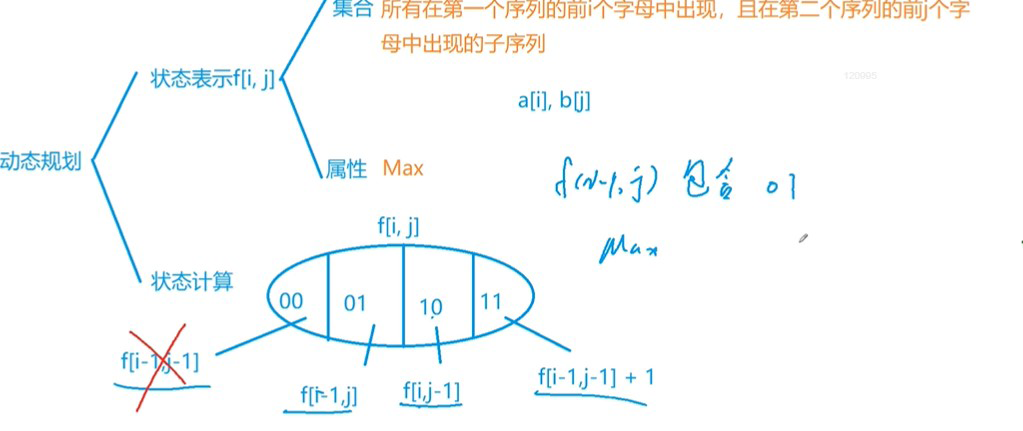 集合 所有在第一个序列的前i个字母中出现，且在第二个序列的前j个字
母中出现的子序列
状态表示f[i, j]
120995
a[i], b[j]
动态规划
属性 Max
f(i-1, j) 包含 01
f[i, j]
Max
状态计算
00
01
10
11
f[i-1,j-1]
f[i-1,j]
f[i,j-1]
f[i-1,j-1] + 1